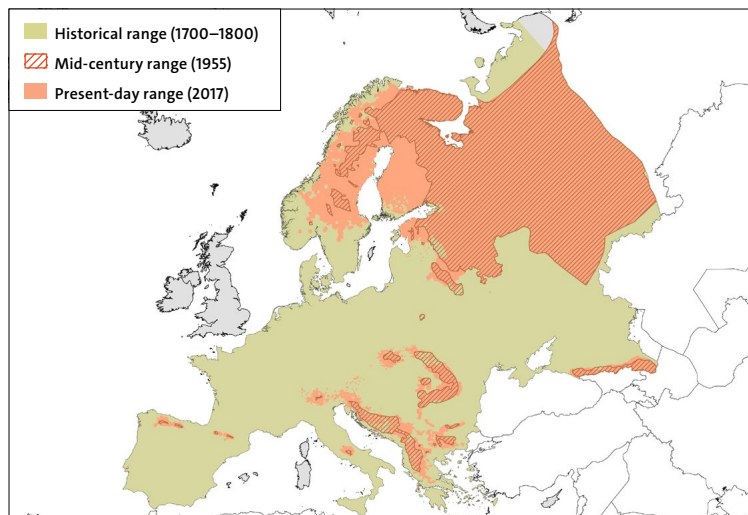 Historical range (1700–1800)
Mid-century range (1955)
Present-day range (2017)